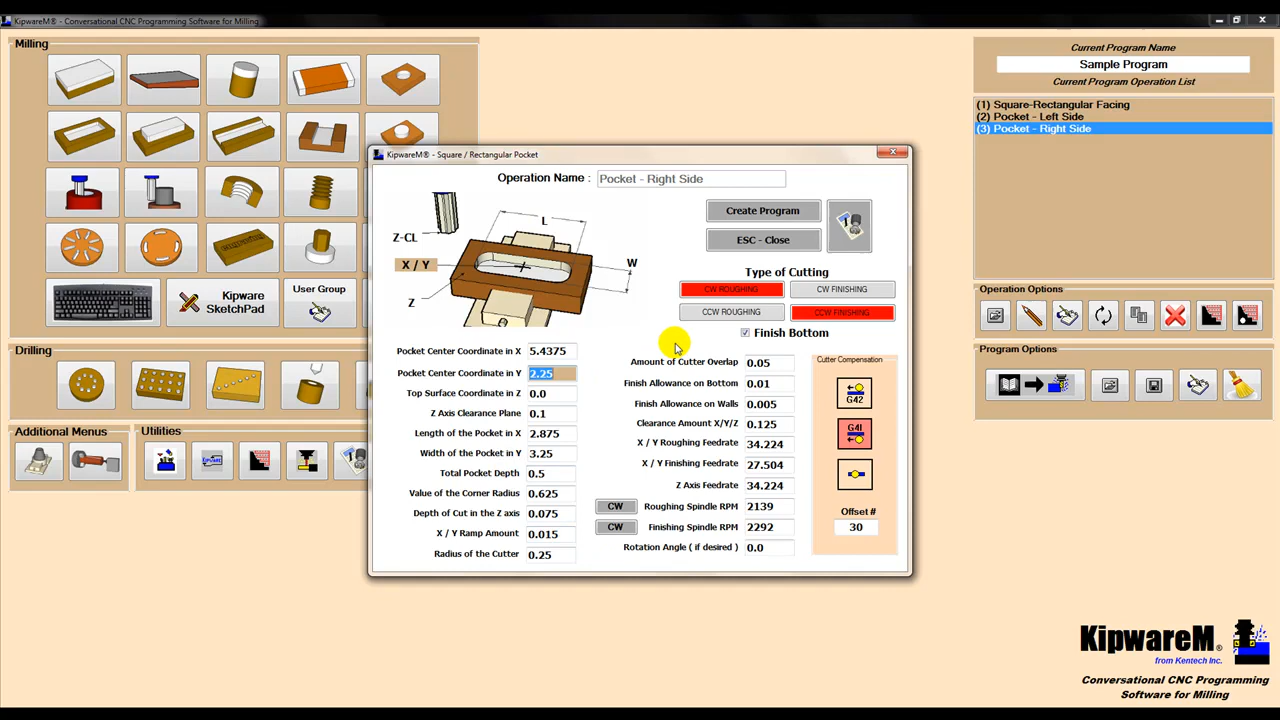 KipwareM® - Conversational CNC Programming Software for Milling
Milling
Kipware
SketchPad
User Group
Drilling
Additional Menus
Utilities
KipwareM® - Square / Rectangular Pocket
Operation Name : Pocket - Right Side
L
Z-CL
X / Y
W
Z
Create Program
ESC - Close
Type of Cutting
CW ROUGHING
CW FINISHING
CCW ROUGHING
CCW FINISHING
Finish Bottom
Pocket Center Coordinate in X 5.4375
Pocket Center Coordinate in Y 2.25
Top Surface Coordinate in Z 0.0
Z Axis Clearance Plane 0.1
Length of the Pocket in X 2.875
Width of the Pocket in Y 3.25
Total Pocket Depth 0.5
Value of the Corner Radius 0.625
Depth of Cut in the Z axis 0.075
X / Y Ramp Amount 0.015
Radius of the Cutter 0.25
Amount of Cutter Overlap 0.05
Finish Allowance on Bottom 0.01
Finish Allowance on Walls 0.005
Clearance Amount X/Y/Z 0.125
X / Y Roughing Feedrate 34.224
X / Y Finishing Feedrate 27.504
Z Axis Feedrate 34.224
CW Roughing Spindle RPM 2139
CW Finishing Spindle RPM 2292
Rotation Angle ( if desired ) 0.0
Cutter Compensation
G42
G41
Offset #
30
Current Program Name
Sample Program
Current Program Operation List
(1) Square-Rectangular Facing
(2) Pocket - Left Side
(3) Pocket - Right Side
Operation Options
Program Options
KipwareM®
from Kentech Inc.
Conversational CNC Programming
Software for Milling